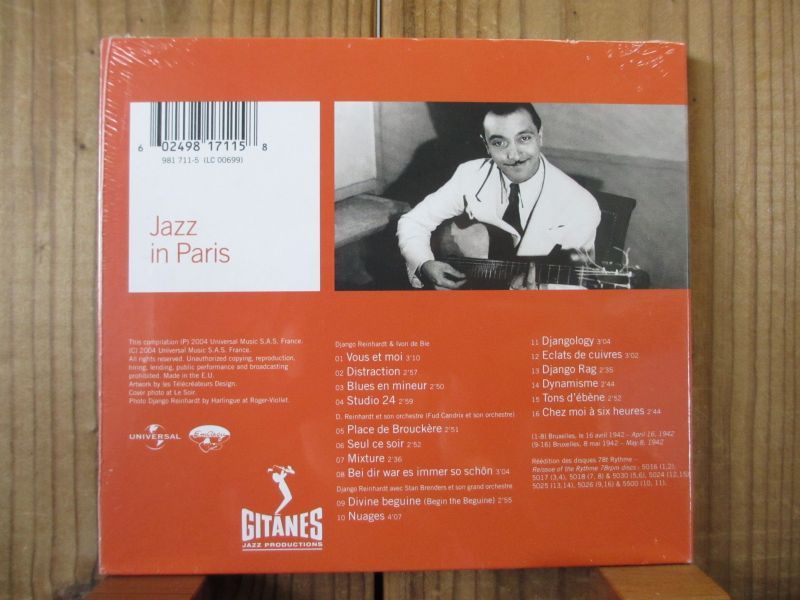 6 02498 17115 8
981 711-5 (LC 00699)
Jazz
in Paris
This compilation (P) 2004 Universal Music S.A.S. France.
(C) 2004 Universal Music S.A.S. France.
All rights reserved. Unauthorized copying, reproduction,
hiring, lending, public performance and broadcasting
prohibited. Made in the E.U.
Artwork by les Télécréateurs Design.
Cover photo at Le Soir
Photo Django Reinhardt by Harlingue at Roger-Viollet.
UNIVERSAL
EmArcy
GITANES
JAZZ PRODUCTIONS
Django Reinhardt & Ivon de Bie
01 Vous et moi 3'10
02 Distraction 2'57
03 Blues en mineur 2'50
04 Studio 24 2'59
D. Reinhardt et son orchestre (Fud Candrix et son orchestre)
05 Place de Brouckère 2'51
06 Seul ce soir 2'52
07 Mixture 2'36
08 Bei dir war es immer so schön 3'04
Django Reinhardt avec Stan Brenders et son grand orchestre
09 Divine beguine (Begin the Beguine) 2'55
10 Nuages 4'07
11 Djangology 3'04
12 Eclats de cuivres 3'02
13 Django Rag 2'35
14 Dynamisme 2'44
15 Tons d'ébène 2'52
16 Chez moi à six heures 2'44
(1-8) Bruxelles, le 16 avril 1942 – April 16, 1942
(9-16) Bruxelles, 8 mai 1942 – May 8, 1942
Réédition des disques 78t Rythme –
Reissue of the Rythme 78rpm discs : 5016 (1,2),
5017 (3,4), 5018 (7, 8) & 5030 (5,6), 5024 (12,15)
5025 (13,14), 5026 (9,16) & 5500 (10, 11).